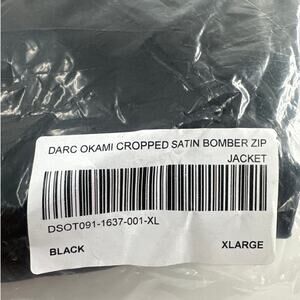 DARC OKAMI CROPPED SATIN BOMBER ZIP
JACKET
DSOT091-1637-001-XL
BLACK XLARGE